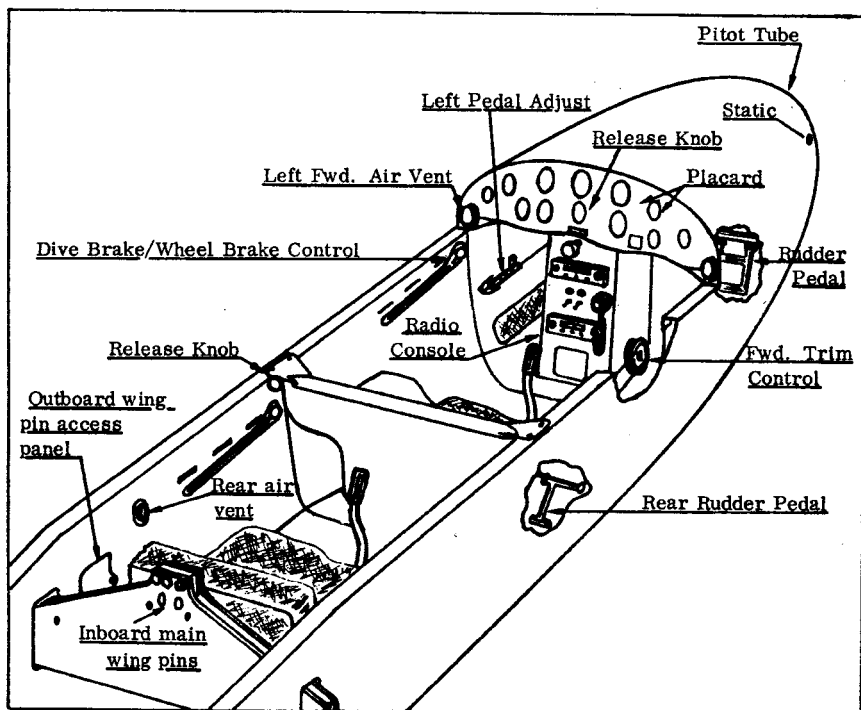 Pitot Tube
Left Pedal Adjust
Static
Release Knob
Left Fwd. Air Vent
Placard
Dive Brake/Wheel Brake Control
Rudder
Pedal
Radio
Console
Release Knob
Fwd. Trim
Control
Outboard wing
pin access
panel
Rear air
vent
Rear Rudder Pedal
Inboard main
wing pins